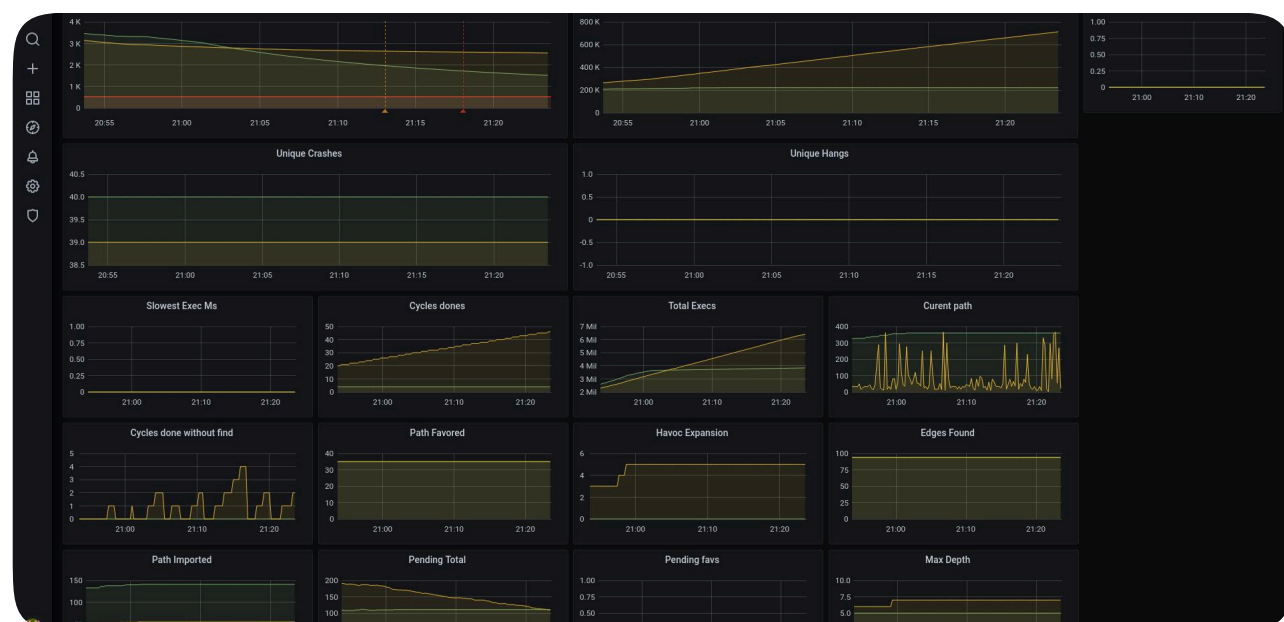 4 K
3 K
2 K
1 K
0
20:55 21:00 21:05 21:10 21:15 21:20
800 K
600 K
400 K
200 K
0
20:55 21:00 21:05 21:10 21:15 21:20
1.00
0.75
0.50
0.25
0
21:00 21:10 21:20
Unique Crashes
40.5
40.0
39.5
39.0
38.5
20:55 21:00 21:05 21:10 21:15 21:20
Unique Hangs
1.0
0.5
0
-0.5
-1.0
20:55 21:00 21:05 21:10 21:15 21:20
Slowest Exec Ms
1.00
0.75
0.50
0.25
0
21:00 21:10 21:20
Cycles dones
50
40
30
20
10
0
21:00 21:10 21:20
Total Execs
7 Mil
6 Mil
5 Mil
4 Mil
3 Mil
2 Mil
21:00 21:10 21:20
Curent path
400
300
200
100
0
21:00 21:10 21:20
Cycles done without find
5
4
3
2
1
0
21:00 21:10 21:20
Path Favored
40
30
20
10
0
21:00 21:10 21:20
Havoc Expansion
6
4
2
0
21:00 21:10 21:20
Edges Found
100
75
50
25
0
21:00 21:10 21:20
Path Imported
150
100
Pending Total
200
150
100
Pending favs
1.00
0.75
0.50
Max Depth
10.0
7.5
5.0